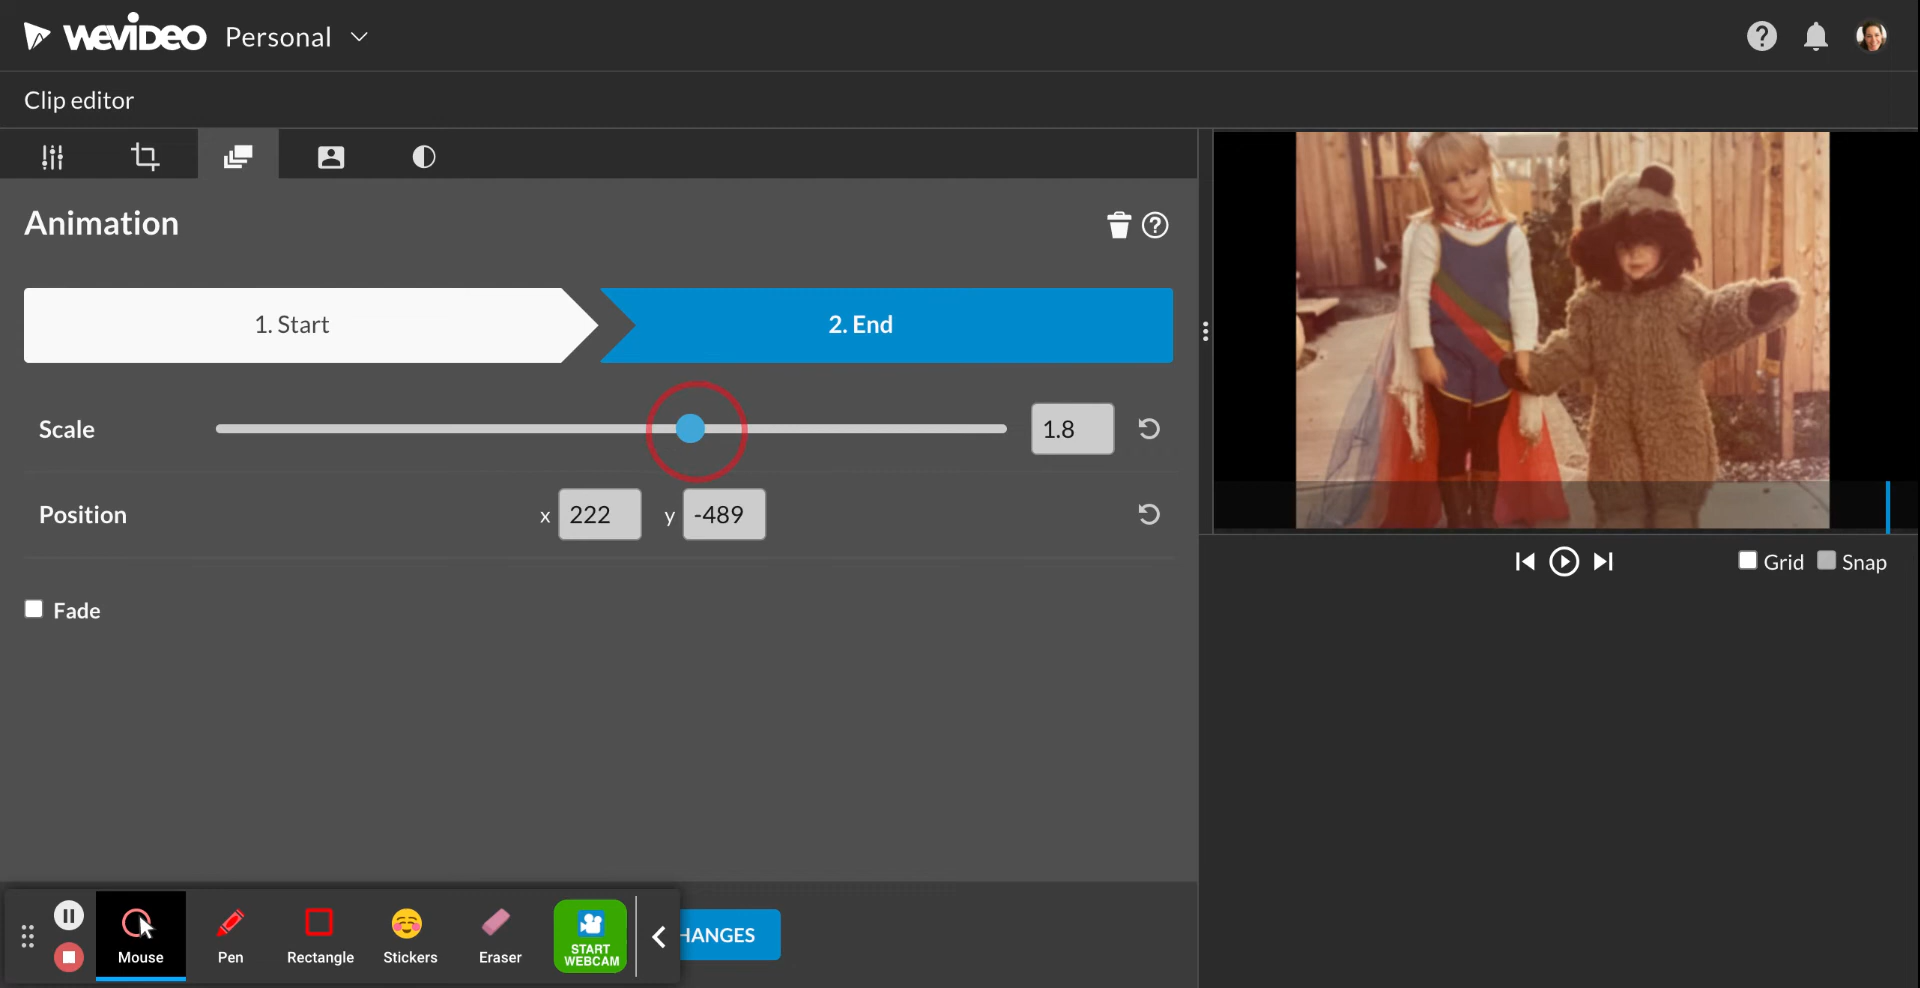 WeVideo Personal
Clip editor
Animation
1. Start
2. End
Scale
1.8
Position
x 222 y -489
Fade
Grid Snap
Mouse
Pen
Rectangle
Stickers
Eraser
START
WEBCAM
HANGES